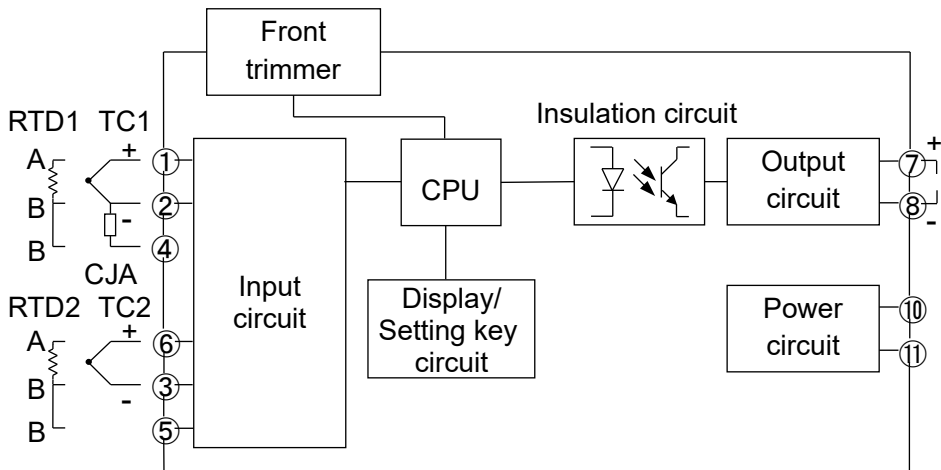 Front
trimmer
Insulation circuit
RTD1 TC1
A
+
①
B
②
-
B
④
CJA
RTD2 TC2
A
+
⑥
B
③
-
B
⑤
Input
circuit
CPU
Display/
Setting key
circuit
Output
circuit
⑦ +
⑧ -
Power
circuit
⑩
⑪